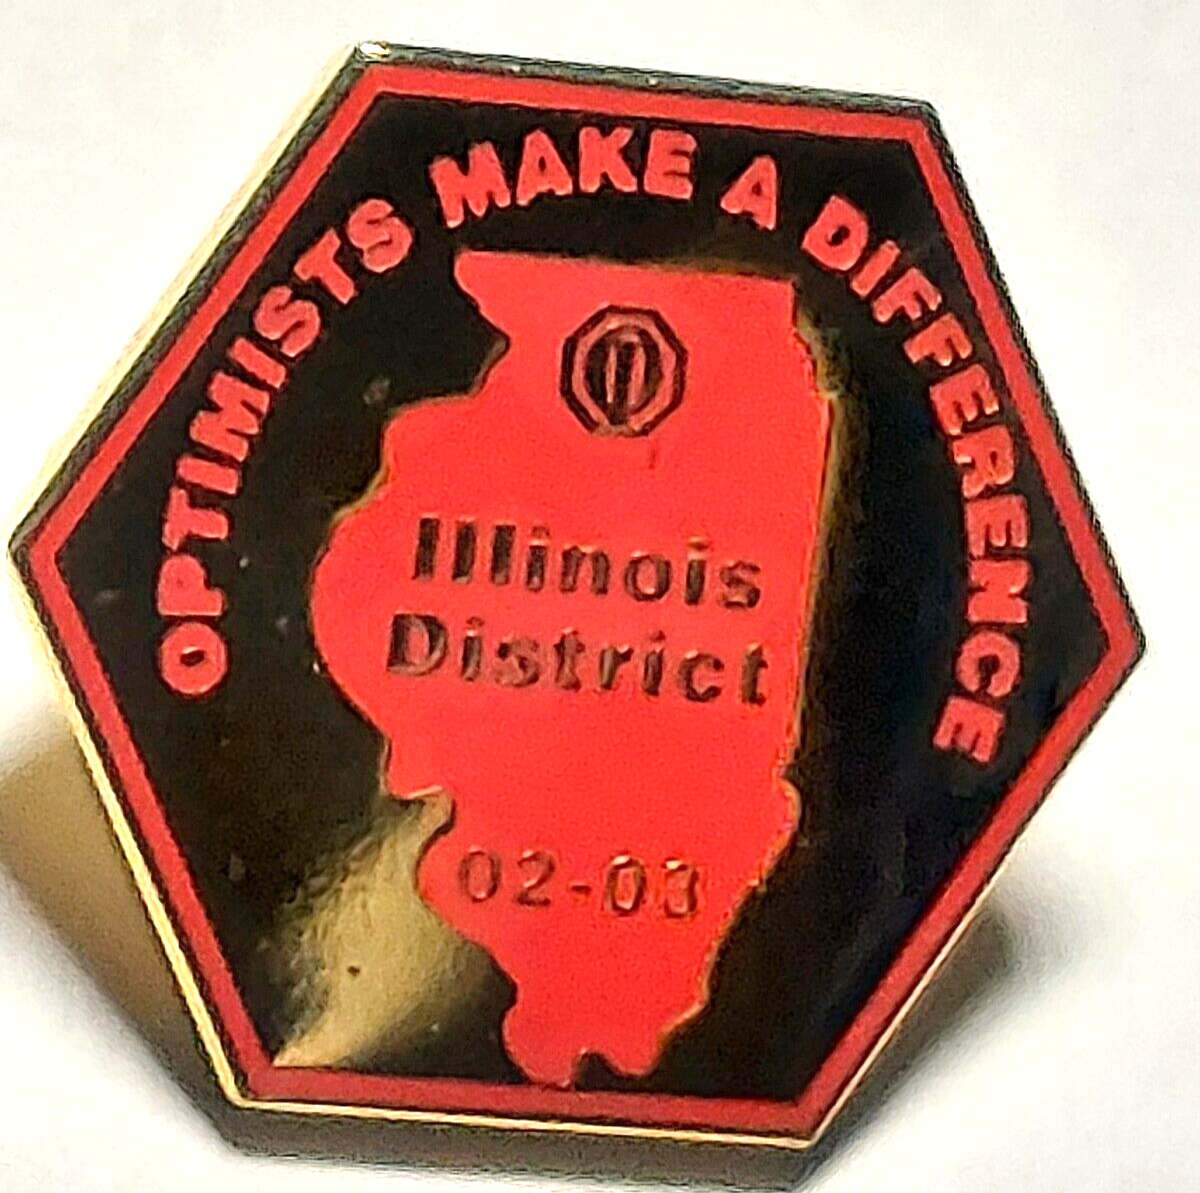 OPTIMISTS MAKE A DIFFERENCE
Illinois
District
02-03